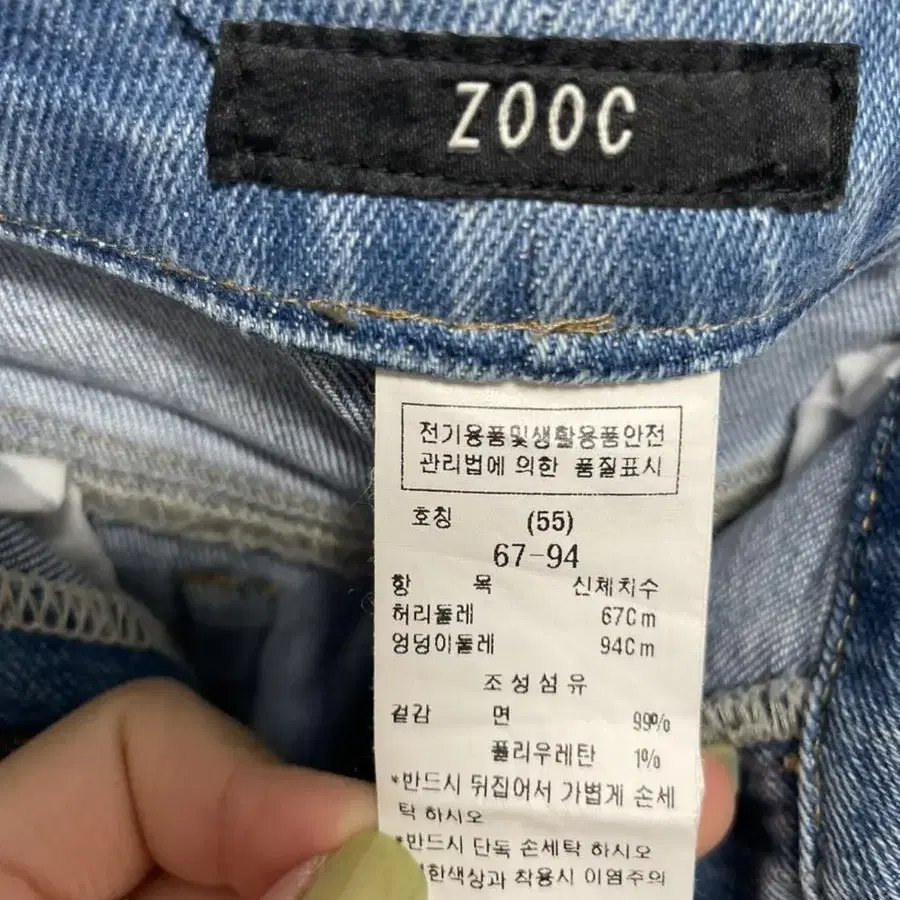 ZOOC
전기용품및생활용품안전
관리법에 의한 품질표시
호칭 (55)
67-94
항 목 신체치수
허리둘레 67Cm
엉덩이둘레 94Cm
조성섬유
겉감 면 99%
폴리우레탄 1%
*반드시 뒤집어서 가볍게 손세
탁 하시오
*반드시 단독 손세탁 하시오
착용시 이염주의